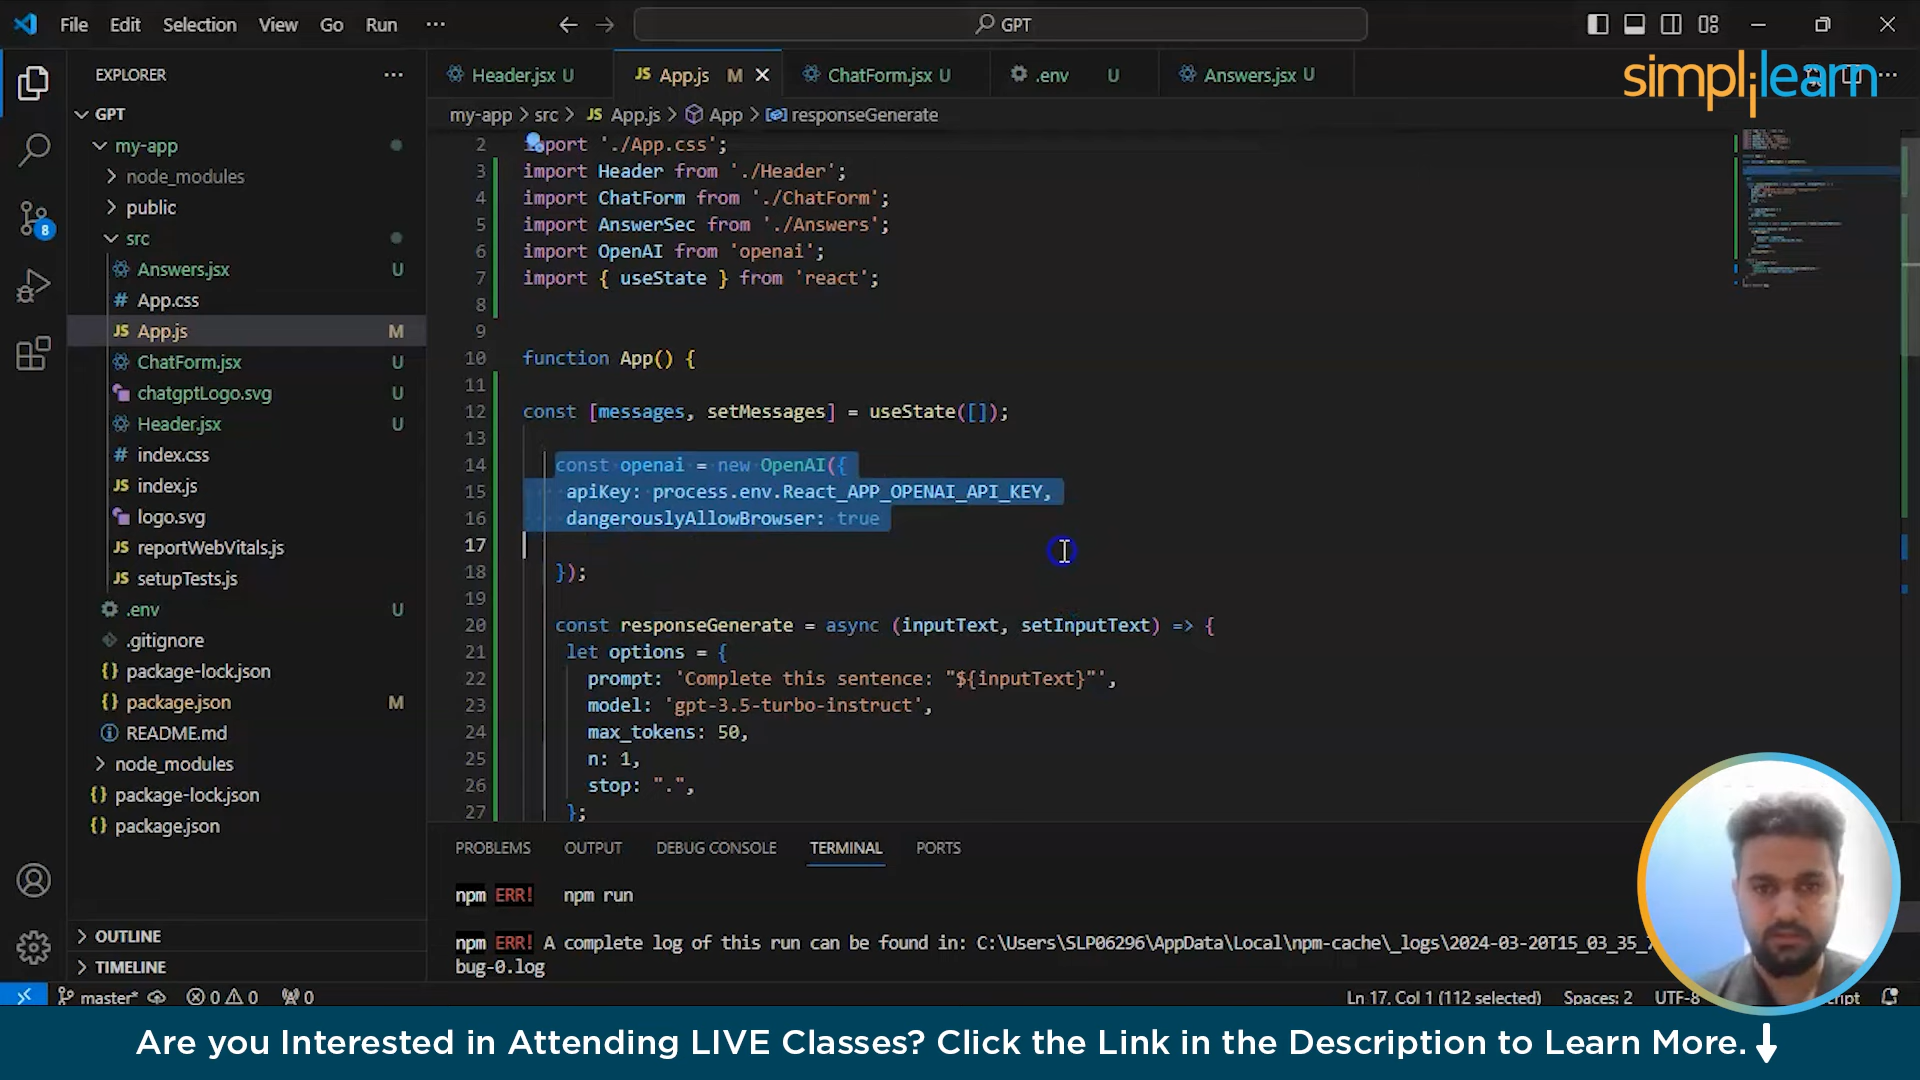 File Edit Selection View Go Run ··· GPT
simplilearn
EXPLORER
GPT
my-app
node_modules
public
src
Answers.jsx U
App.css
App.js M
ChatForm.jsx U
chatgptLogo.svg U
Header.jsx U
index.css
index.js
logo.svg
reportWebVitals.js
setupTests.js
.env U
.gitignore
package-lock.json
package.json M
README.md
node_modules
package-lock.json
package.json
OUTLINE
TIMELINE
8
Header.jsx U App.js M ChatForm.jsx U .env U Answers.jsx U
my-app > src > JS App.js > App > responseGenerate
2 import './App.css';
3 import Header from './Header';
4 import ChatForm from './ChatForm';
5 import AnswerSec from './Answers';
6 import OpenAI from 'openai';
7 import { useState } from 'react';
8
9
10 function App() {
11
12 const [messages, setMessages] = useState([]);
13
14 const openai = new OpenAI({
15 apiKey: process.env.React_APP_OPENAI_API_KEY,
16 dangerouslyAllowBrowser: true
17
18 });
19
20 const responseGenerate = async (inputText, setInputText) => {
21 let options = {
22 prompt: 'Complete this sentence: "${inputText}"',
23 model: 'gpt-3.5-turbo-instruct',
24 max_tokens: 50,
25 n: 1,
26 stop: ".",
27 };
PROBLEMS OUTPUT DEBUG CONSOLE TERMINAL PORTS
npm ERR! npm run
npm ERR! A complete log of this run can be found in: C:\Users\SLP06296\AppData\Local\npm-cache\_logs\2024-03-20T15_03_35_
bug-0.log
master* 0 0 0 Ln 17, Col 1 (112 selected) Spaces: 2 UTF-8
Are you Interested in Attending LIVE Classes? Click the Link in the Description to Learn More.